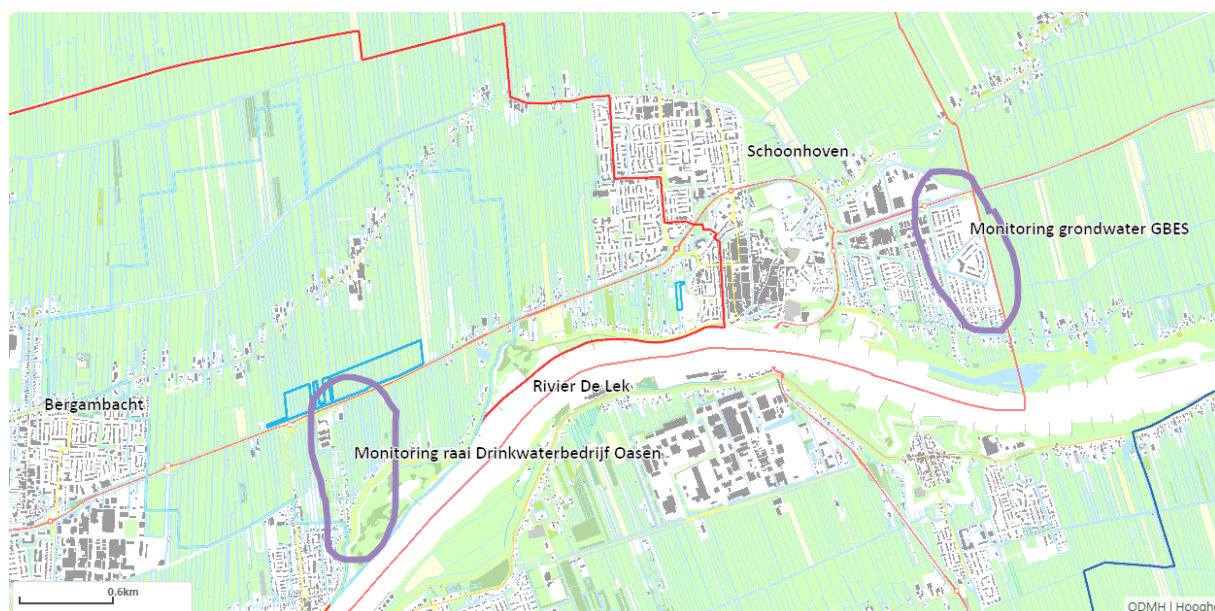 Schoonhoven
Monitoring grondwater GBES
Rivier De Lek
Bergambacht
Monitoring raai Drinkwaterbedrijf Oasen
0.6km
ODMH | Hoogh